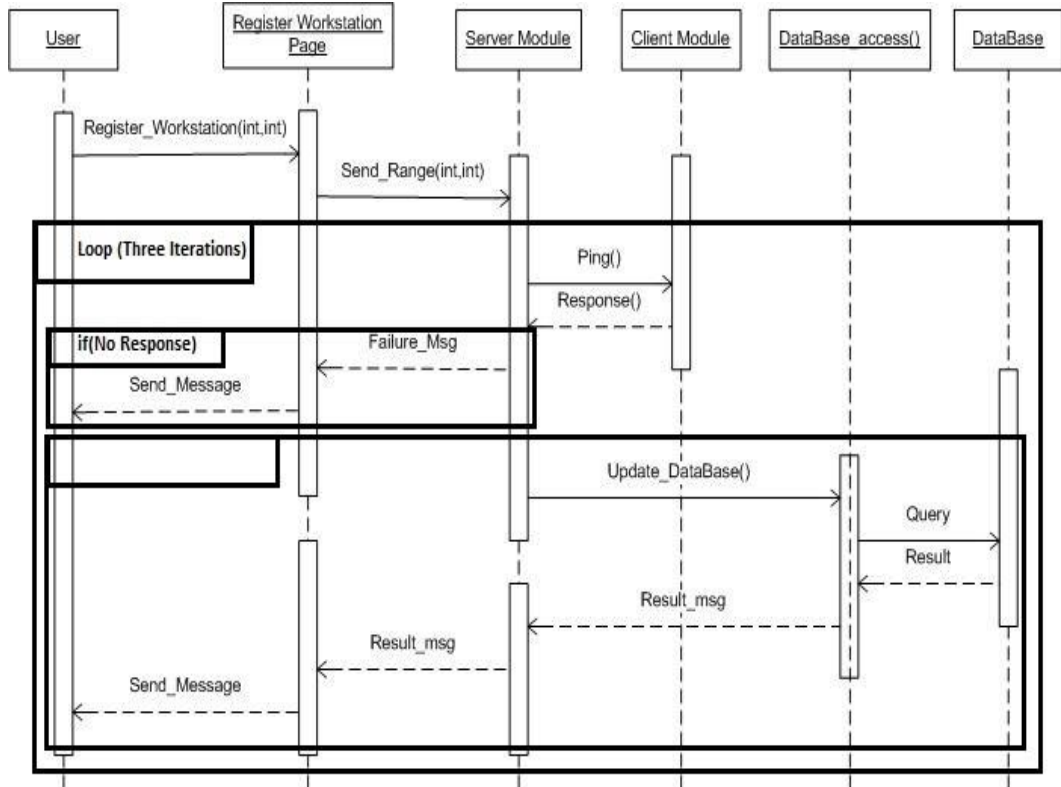 User
Register Workstation
Page
Server Module
Client Module
DataBase_access()
DataBase
Register_Workstation(int,int)
Send_Range(int,int)
Loop (Three Iterations)
Ping()
Response()
if(No Response)
Failure_Msg
Send_Message
Update_DataBase()
Query
Result
Result_msg
Result_msg
Send_Message